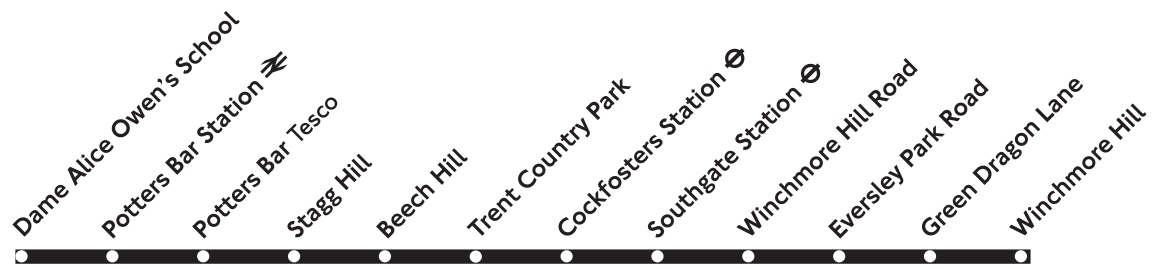 Dame Alice Owen's School
Potters Bar Station
Potters Bar Tesco
Stagg Hill
Beech Hill
Trent Country Park
Cockfosters Station
Southgate Station
Winchmore Hill Road
Eversley Park Road
Green Dragon Lane
Winchmore Hill